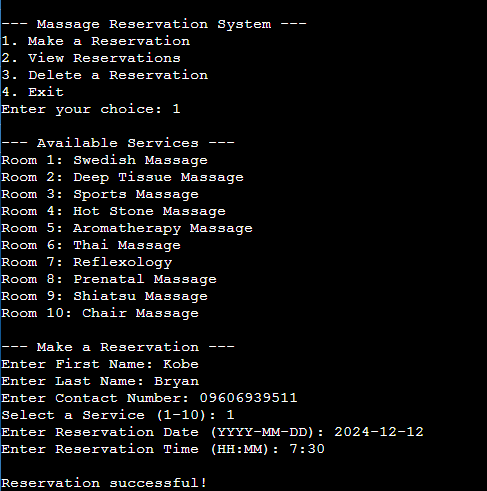 --- Massage Reservation System ---
1. Make a Reservation
2. View Reservations
3. Delete a Reservation
4. Exit
Enter your choice: 1
--- Available Services ---
Room 1: Swedish Massage
Room 2: Deep Tissue Massage
Room 3: Sports Massage
Room 4: Hot Stone Massage
Room 5: Aromatherapy Massage
Room 6: Thai Massage
Room 7: Reflexology
Room 8: Prenatal Massage
Room 9: Shiatsu Massage
Room 10: Chair Massage
--- Make a Reservation ---
Enter First Name: Kobe
Enter Last Name: Bryan
Enter Contact Number: 09606939511
Select a Service (1-10): 1
Enter Reservation Date (YYYY-MM-DD): 2024-12-12
Enter Reservation Time (HH:MM): 7:30
Reservation successful!